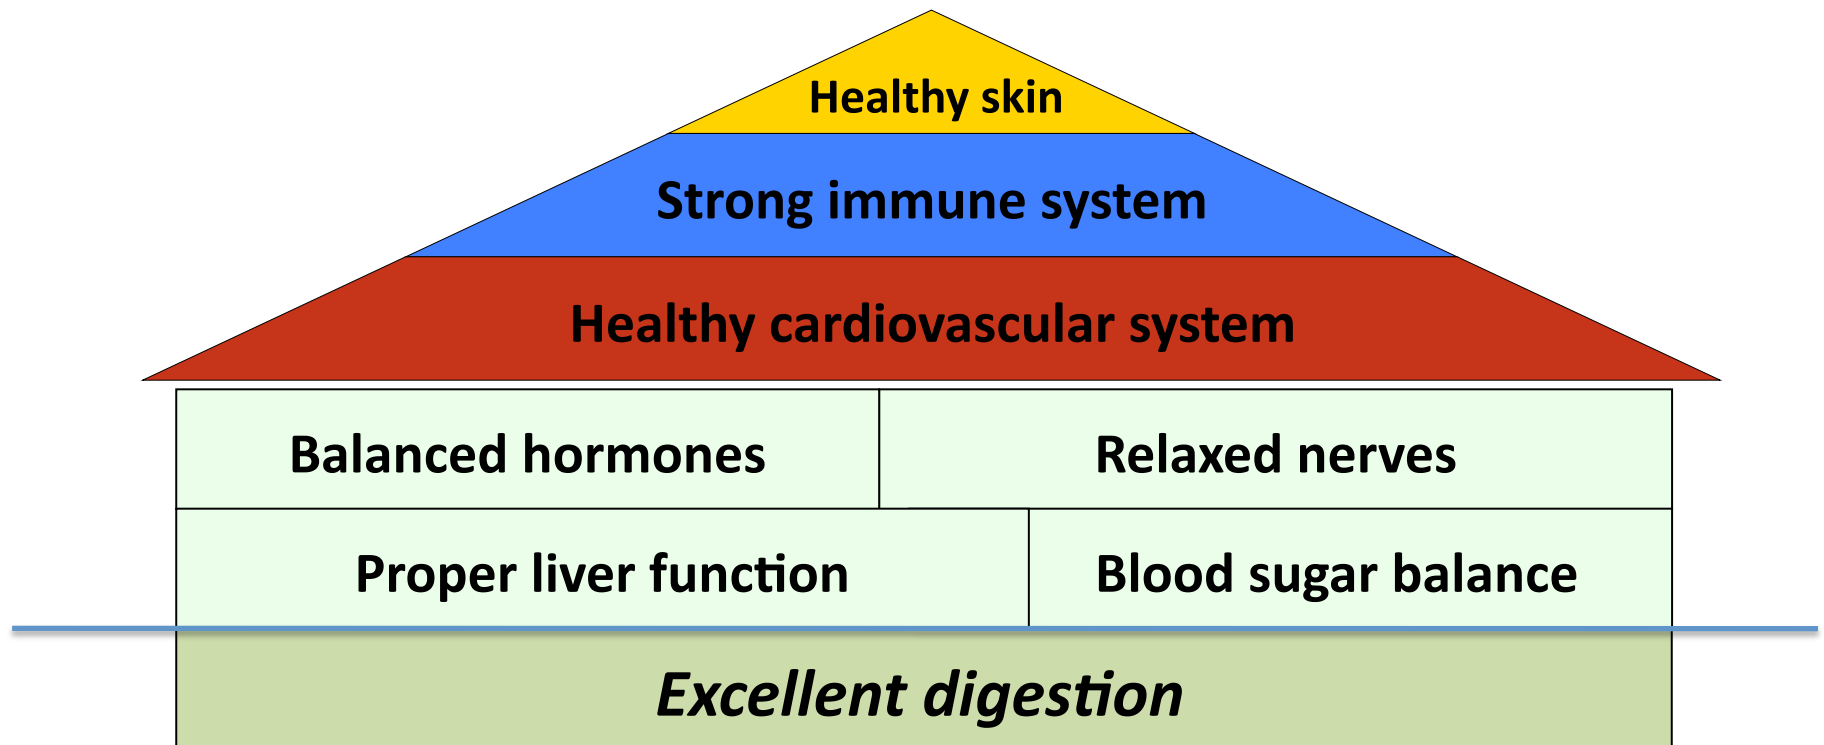 Healthy skin
Strong immune system
Healthy cardiovascular system
Balanced hormones
Relaxed nerves
Proper liver function
Blood sugar balance
Excellent digestion